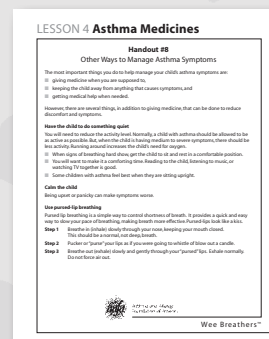 LESSON 4 Asthma Medicines
Handout #8
Other Ways to Manage Asthma Symptoms
The most important things you do to help manage your child's asthma symptoms are:
giving medicine when you are supposed to,
keeping the child away from anything that causes symptoms, and
getting medical help when needed.
However, there are several things, in addition to giving medicine, that can be done to reduce
discomfort and symptoms.
Have the child to do something quiet
You will need to reduce the activity level. Normally, a child with asthma should be allowed to be
as active as possible. But, when the child is having medium to severe symptoms, there should be
less activity. Running around increases the child's need for oxygen.
When signs of breathing hard show, get the child to sit and rest in a comfortable position.
You will want to make it a comforting time. Reading to the child, listening to music, or
watching TV together is good.
Some children with asthma feel best when they are sitting upright.
Calm the child
Being upset or panicky can make symptoms worse.
Use pursed-lip breathing
Pursed lip breathing is a simple way to control shortness of breath. It provides a quick and easy
way to slow your pace of breathing, making breath more effective. Pursed-lips look like a kiss.
Step 1 Breathe in (inhale) slowly through your nose, keeping your mouth closed.
This should be a normal, not deep, breath.
Step 2 Pucker or "purse" your lips as if you were going to whistle of blow out a candle.
Step 3 Breathe out (exhale) slowly and gently through your "pursed" lips. Exhale normally.
Do not force air out.
Wee Breathers™